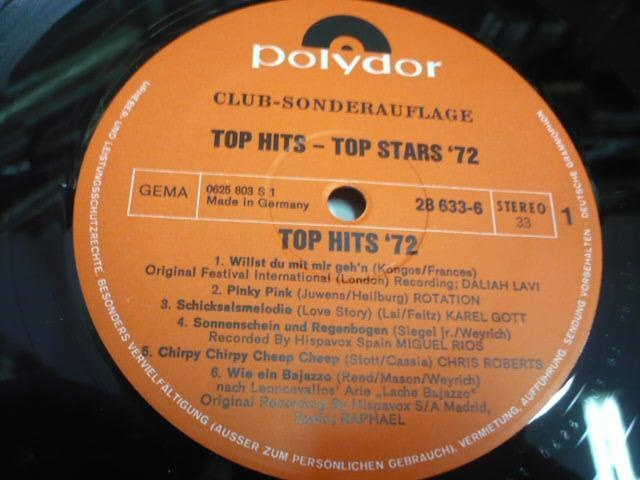 polydor
CLUB-SONDERAUFLAGE
TOP HITS – TOP STARS '72
GEMA
0625 803 S 1
Made in Germany
28 633-6
STEREO
33
1
TOP HITS '72
1. Willst du mit mir geh'n (Kongos/Frances)
Original Festival International (London) Recording; DALIAH LAVI
2. Pinky Pink (Juwens/Heilburg) ROTATION
3. Schicksalsmelodie (Love Story) (Lai/Feltz) KAREL GOTT
4. Sonnenschein und Regenbogen (Siegel jr./Weyrich)
Recorded By Hispavox Spain MIGUEL RIOS
5. Chirpy Chirpy Cheep Cheep (Stott/Cassia) CHRIS ROBERTS
6. Wie ein Bajazzo (Reed/Mason/Weyrich)
nach Leoncavallos' Arie „Lache Bajazzo"
Original Recording By Hispavox S/A Madrid,
RAPHAEL
URHEBER- UND LEISTUNGSSCHUTZRECHTE, BESONDERS VERVIELFÄLTIGUNG (AUSSER ZUM PERSÖNLICHEN GEBRAUCH), VERMIETUNG, AUFFÜHRUNG, SENDUNG VORBEHALTEN · DEUTSCHE GRAMMOPHON